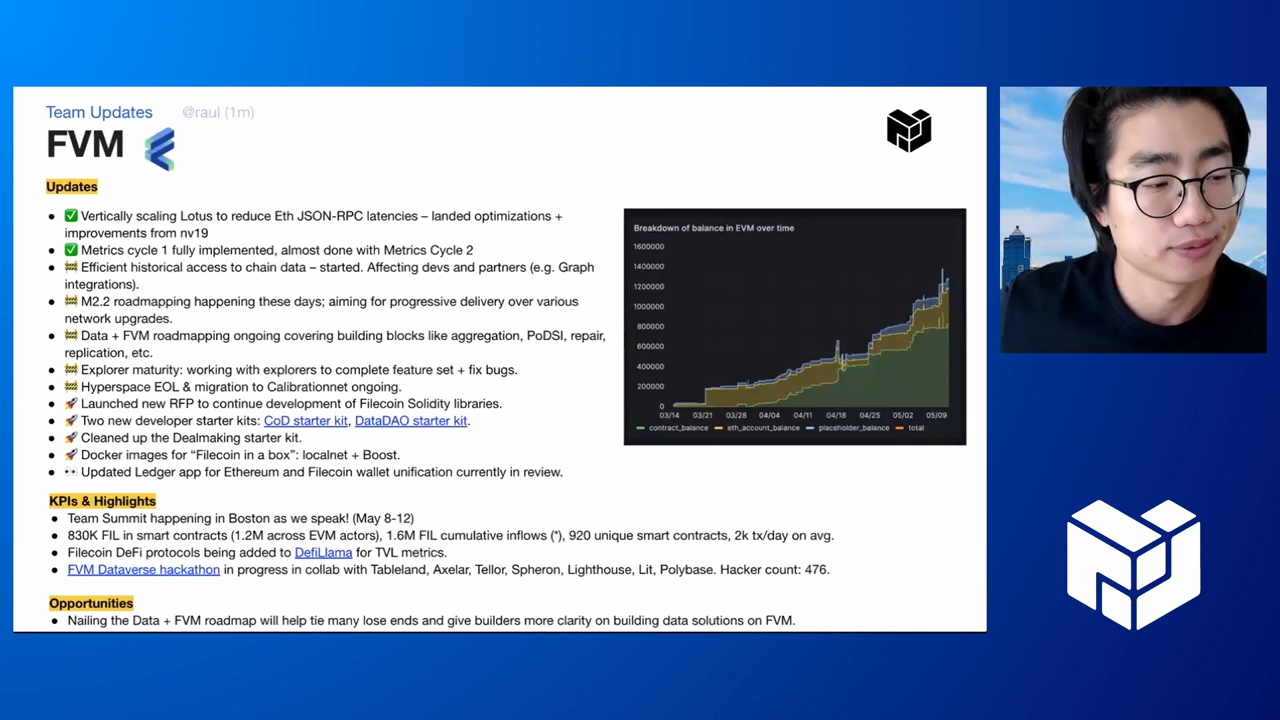 Team Updates @raul (1m)
FVM
Updates
Vertically scaling Lotus to reduce Eth JSON-RPC latencies – landed optimizations +
improvements from nv19
Metrics cycle 1 fully implemented, almost done with Metrics Cycle 2
Efficient historical access to chain data – started. Affecting devs and partners (e.g. Graph
integrations).
M2.2 roadmapping happening these days; aiming for progressive delivery over various
network upgrades.
Data + FVM roadmapping ongoing covering building blocks like aggregation, PoDSI, repair,
replication, etc.
Explorer maturity: working with explorers to complete feature set + fix bugs.
Hyperspace EOL & migration to Calibrationnet ongoing.
Launched new RFP to continue development of Filecoin Solidity libraries.
Two new developer starter kits: CoD starter kit, DataDAO starter kit.
Cleaned up the Dealmaking starter kit.
Docker images for “Filecoin in a box”: localnet + Boost.
Updated Ledger app for Ethereum and Filecoin wallet unification currently in review.
Breakdown of balance in EVM over time
1600000
1400000
1200000
1000000
800000
600000
400000
200000
0
03/14 03/21 03/28 04/04 04/11 04/18 04/25 05/02 05/09
contract_balance eth_account_balance placeholder_balance total
KPIs & Highlights
Team Summit happening in Boston as we speak! (May 8-12)
830K FIL in smart contracts (1.2M across EVM actors), 1.6M FIL cumulative inflows (*), 920 unique smart contracts, 2k tx/day on avg.
Filecoin DeFi protocols being added to DefiLlama for TVL metrics.
FVM Dataverse hackathon in progress in collab with Tableland, Axelar, Tellor, Spheron, Lighthouse, Lit, Polybase. Hacker count: 476.
Opportunities
Nailing the Data + FVM roadmap will help tie many lose ends and give builders more clarity on building data solutions on FVM.